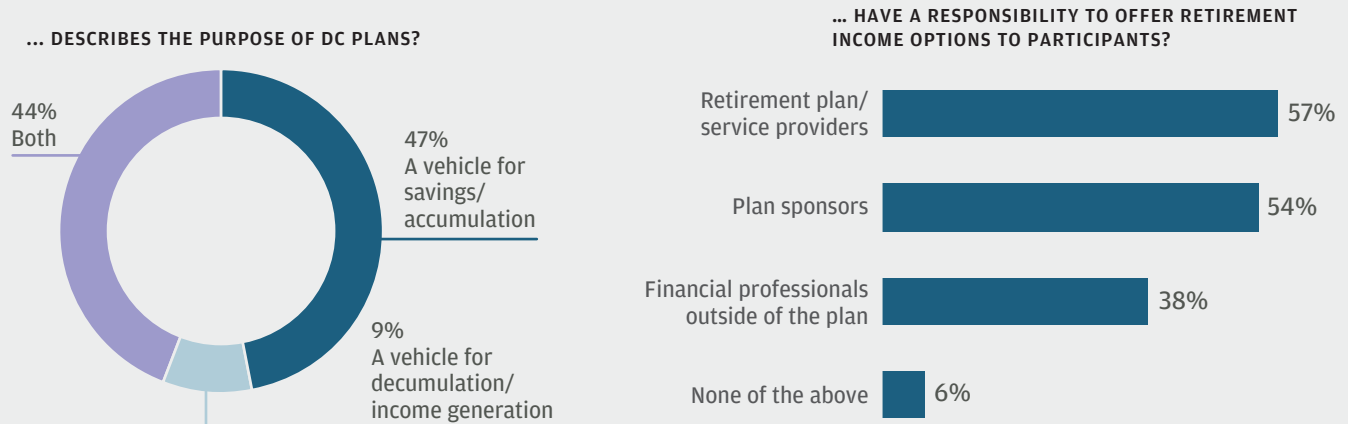 ... DESCRIBES THE PURPOSE OF DC PLANS?
44%
Both
47%
A vehicle for
savings/
accumulation
9%
A vehicle for
decumulation/
income generation
... HAVE A RESPONSIBILITY TO OFFER RETIREMENT
INCOME OPTIONS TO PARTICIPANTS?
Retirement plan/
service providers
57%
Plan sponsors
54%
Financial professionals
outside of the plan
38%
None of the above
6%